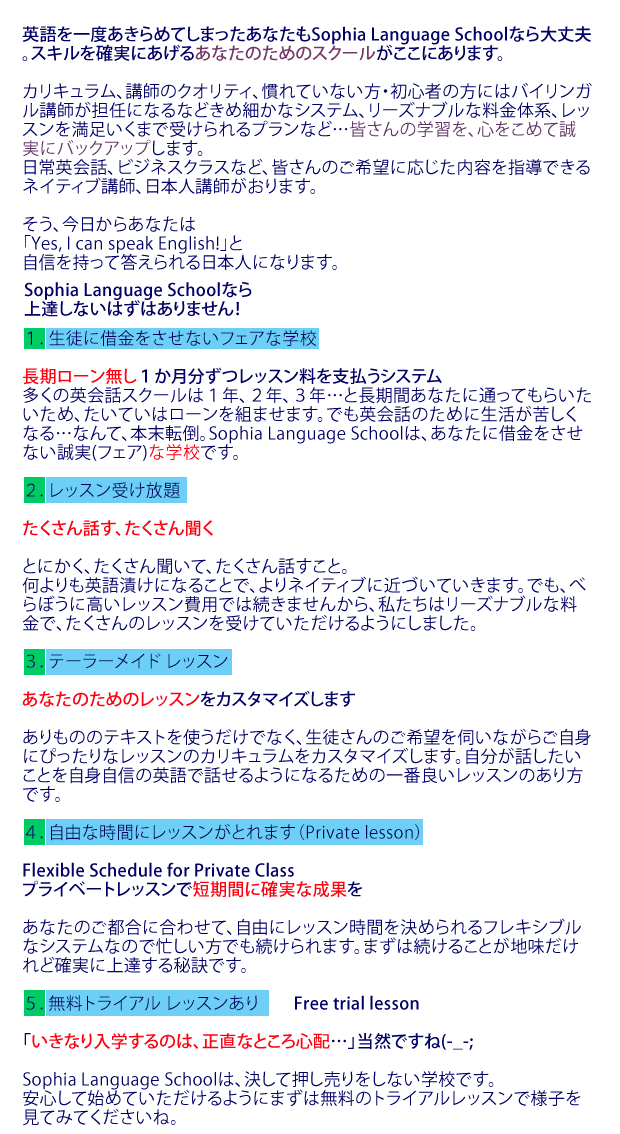 英語を一度あきらめてしまったあなたもSophia Language Schoolなら大丈夫
。スキルを確実にあげるあなたのためのスクールがここにあります。
カリキュラム、講師のクオリティ、慣れていない方・初心者の方にはバイリンガ
ル講師が担任になるなどきめ細かなシステム、リーズナブルな料金体系、レッ
スンを満足いくまで受けられるプランなど…皆さんの学習を、心をこめて誠
実にバックアップします。
日常英会話、ビジネスクラスなど、皆さんのご希望に応じた内容を指導できる
ネイティブ講師、日本人講師がおります。
そう、今日からあなたは
「Yes, I can speak English!」と
自信を持って答えられる日本人になります。
Sophia Language Schoolなら
上達しないはずはありません!
１. 生徒に借金をさせないフェアな学校
長期ローン無し１か月分ずつレッスン料を支払うシステム
多くの英会話スクールは１年、２年、３年…と長期間あなたに通ってもらいた
いため、たいていはローンを組ませます。でも英会話のために生活が苦しく
なる…なんて、本末転倒。Sophia Language Schoolは、あなたに借金をさせ
ない誠実(フェア)な学校です。
２. レッスン受け放題
たくさん話す、たくさん聞く
とにかく、たくさん聞いて、たくさん話すこと。
何よりも英語漬けになることで、よりネイティブに近づいていきます。でも、べ
らぼうに高いレッスン費用では続きませんから、私たちはリーズナブルな料
金で、たくさんのレッスンを受けていただけるようにしました。
３. テーラーメイド レッスン
あなたのためのレッスンをカスタマイズします
ありもののテキストを使うだけでなく、生徒さんのご希望を伺いながらご自身
にぴったりなレッスンのカリキュラムをカスタマイズします。自分が話したい
ことを自身自信の英語で話せるようになるための一番良いレッスンのあり方
です。
４. 自由な時間にレッスンがとれます（Private lesson）
Flexible Schedule for Private Class
プライベートレッスンで短期間に確実な成果を
あなたのご都合に合わせて、自由にレッスン時間を決められるフレキシブル
なシステムなので忙しい方でも続けられます。まずは続けることが地味だけ
れど確実に上達する秘訣です。
５. 無料トライアル レッスンあり Free trial lesson
「いきなり入学するのは、正直なところ心配…」当然ですね(-_-;
Sophia Language Schoolは、決して押し売りをしない学校です。
安心して始めていただけるようにまずは無料のトライアルレッスンで様子を
見てみてくださいね。